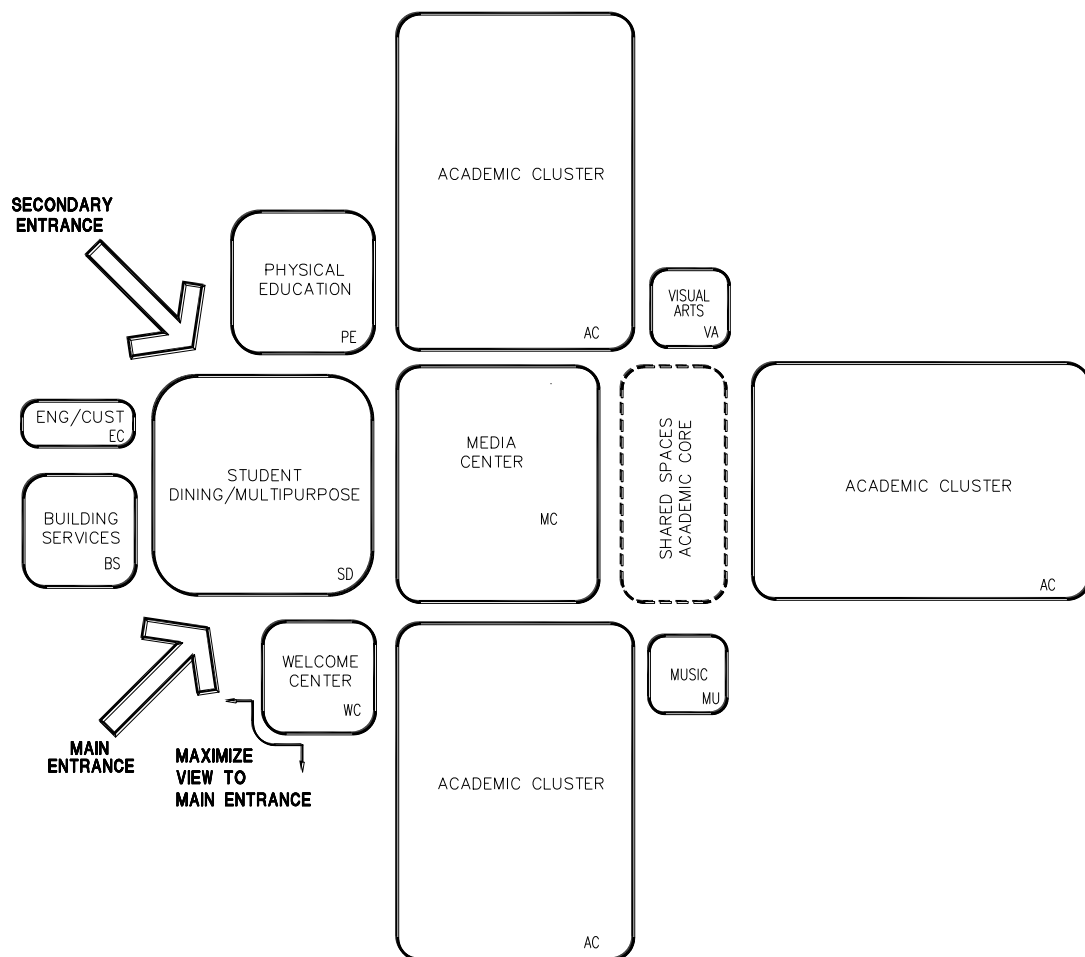 ACADEMIC CLUSTER
AC
SECONDARY
ENTRANCE
PHYSICAL
EDUCATION
PE
VISUAL
ARTS
VA
ENG/CUST
EC
BUILDING
SERVICES
BS
STUDENT
DINING/MULTIPURPOSE
SD
MEDIA
CENTER
MC
SHARED SPACES
ACADEMIC CORE
ACADEMIC CLUSTER
AC
MAIN
ENTRANCE
WELCOME
CENTER
WC
MAXIMIZE
VIEW TO
MAIN ENTRANCE
MUSIC
MU
ACADEMIC CLUSTER
AC